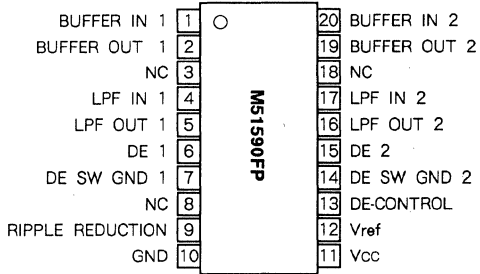 BUFFER IN 1 1 20 BUFFER IN 2
BUFFER OUT 1 2 19 BUFFER OUT 2
NC 3 18 NC
LPF IN 1 4 17 LPF IN 2
LPF OUT 1 5 16 LPF OUT 2
DE 1 6 15 DE 2
DE SW GND 1 7 14 DE SW GND 2
NC 8 13 DE-CONTROL
RIPPLE REDUCTION 9 12 Vref
GND 10 11 Vcc
M51590FP